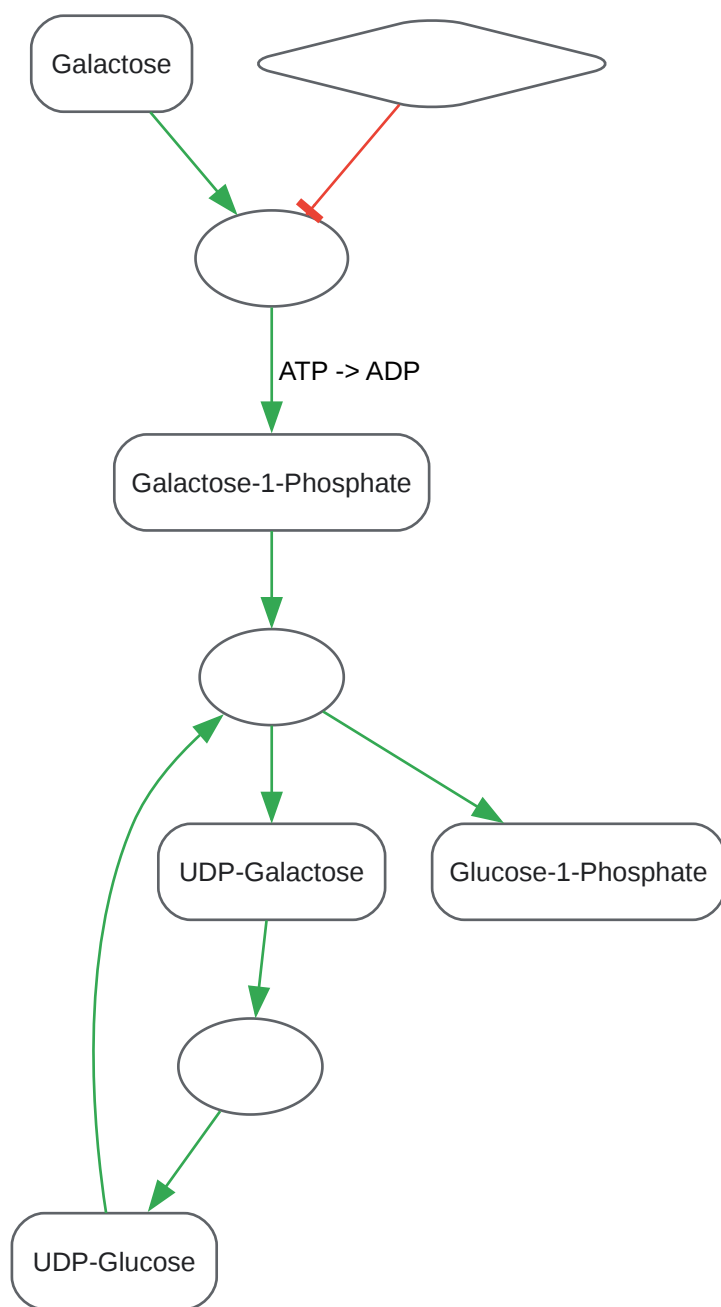 Galactose
ATP -> ADP
Galactose-1-Phosphate
UDP-Galactose
Glucose-1-Phosphate
UDP-Glucose